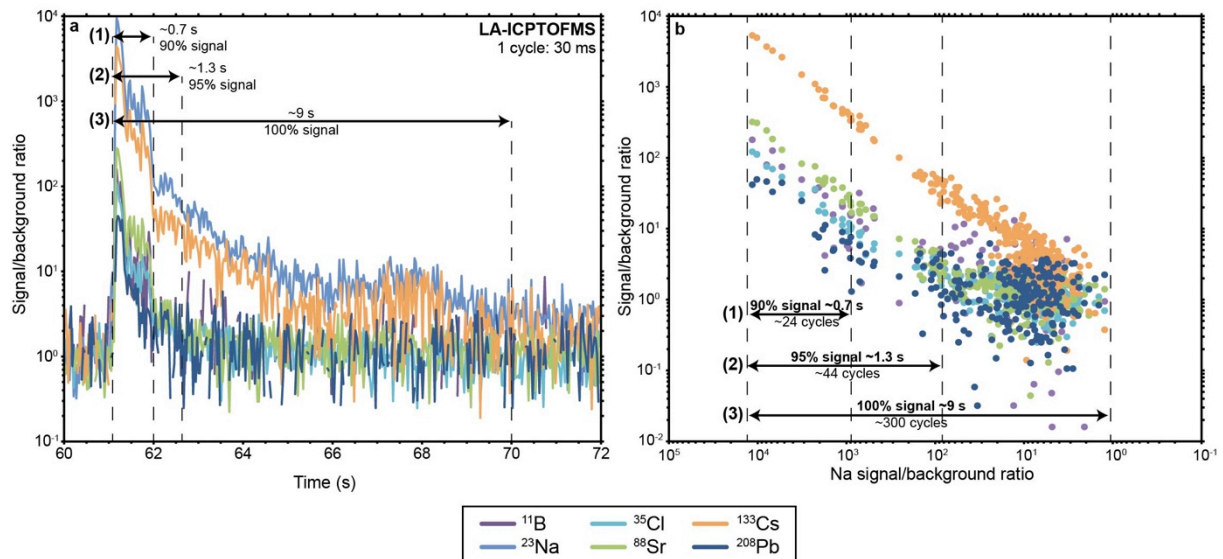 a
LA-ICPTOFMS
1 cycle: 30 ms
(1)
~0.7 s
90% signal
(2)
~1.3 s
95% signal
(3)
~9 s
100% signal
Signal/background ratio
10⁴
10³
10²
10¹
10⁰
10⁻¹
60 62 64 66 68 70 72
Time (s)
b
Signal/background ratio
10⁴
10³
10²
10¹
10⁰
10⁻¹
10⁻²
(1)
90% signal ~0.7 s
~24 cycles
(2)
95% signal ~1.3 s
~44 cycles
(3)
100% signal ~9 s
~300 cycles
10⁵ 10⁴ 10³ 10² 10¹ 10⁰ 10⁻¹
Na signal/background ratio
¹¹B ³⁵Cl ¹³³Cs
²³Na ⁸⁸Sr ²⁰⁸Pb